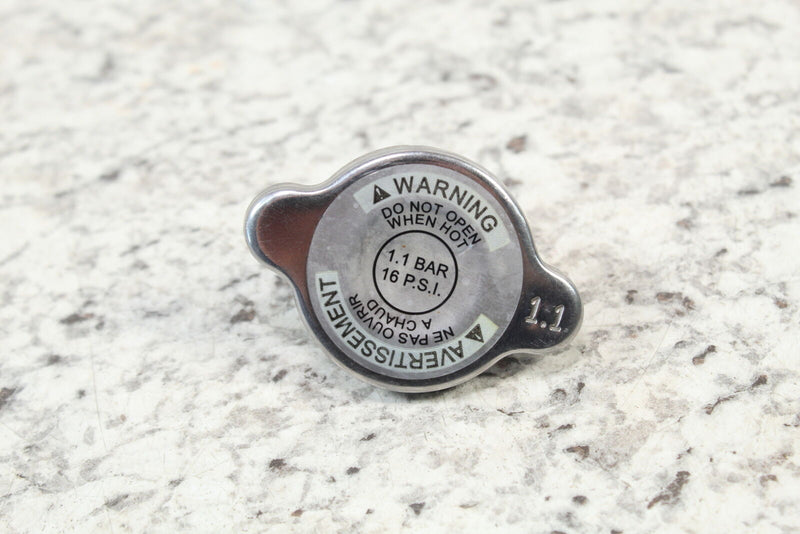 WARNING
DO NOT OPEN
WHEN HOT
1.1 BAR
16 P.S.I.
AVERTISSEMENT
NE PAS OUVRIR
A CHAUD
1.1